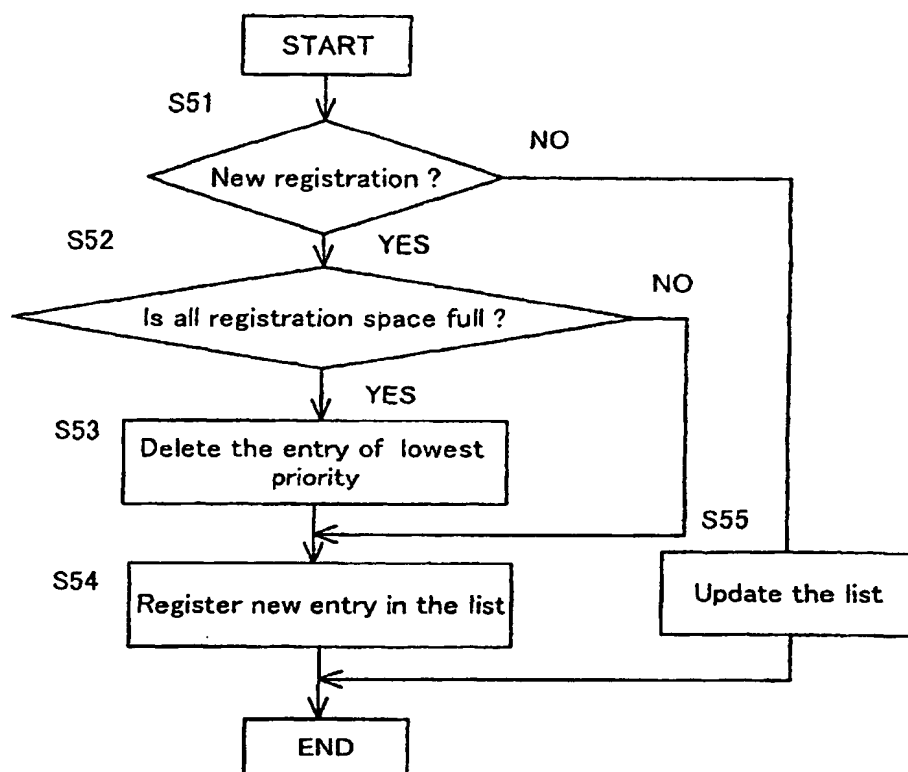 START
S51
NO
New registration ?
S52
YES
NO
Is all registration space full ?
YES
S53
Delete the entry of lowest
priority
S55
S54
Register new entry in the list
Update the list
END